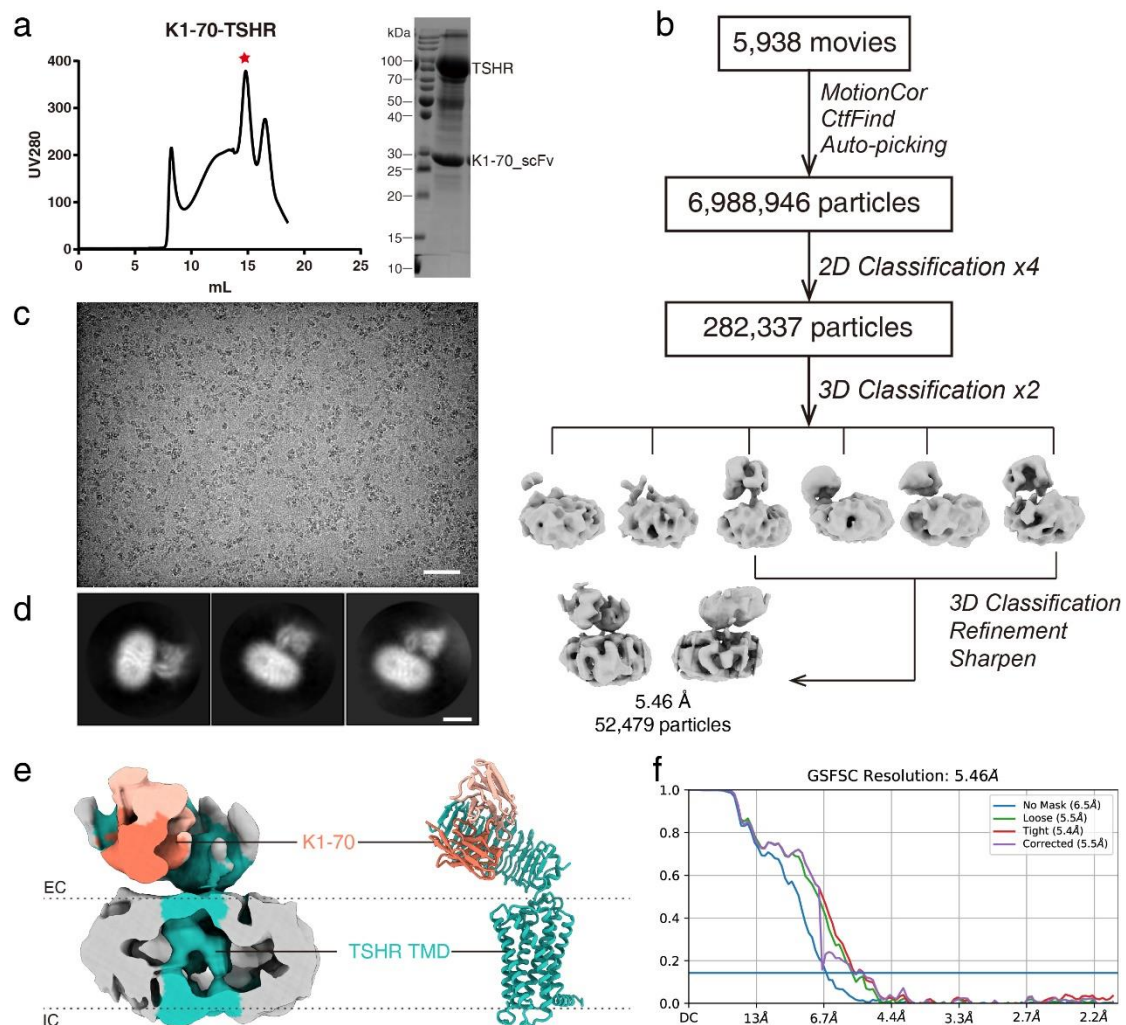 a
K1-70-TSHR
400
300
200
100
0
UV280
0 5 10 15 20 25
mL
kDa
100
70
50
40
30
25
20
15
10
TSHR
K1-70_scFv
b
5,938 movies
MotionCor
CtfFind
Auto-picking
6,988,946 particles
2D Classification x4
282,337 particles
3D Classification x2
3D Classification
Refinement
Sharpen
5.46 Å
52,479 particles
c
d
e
K1-70
EC
TSHR TMD
IC
f
GSFSC Resolution: 5.46Å
1.0
0.8
0.6
0.4
0.2
0.0
No Mask (6.5Å)
Loose (5.5Å)
Tight (5.4Å)
Corrected (5.5Å)
DC 13Å 6.7Å 4.4Å 3.3Å 2.7Å 2.2Å